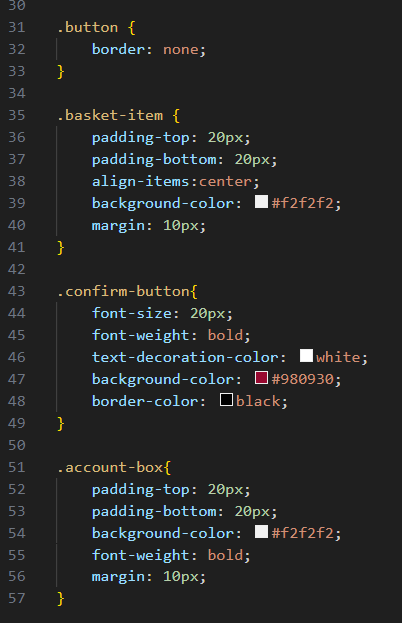 30
31 .button {
32 border: none;
33 }
34
35 .basket-item {
36 padding-top: 20px;
37 padding-bottom: 20px;
38 align-items:center;
39 background-color: #f2f2f2;
40 margin: 10px;
41 }
42
43 .confirm-button{
44 font-size: 20px;
45 font-weight: bold;
46 text-decoration-color: white;
47 background-color: #980930;
48 border-color: black;
49 }
50
51 .account-box{
52 padding-top: 20px;
53 padding-bottom: 20px;
54 background-color: #f2f2f2;
55 font-weight: bold;
56 margin: 10px;
57 }